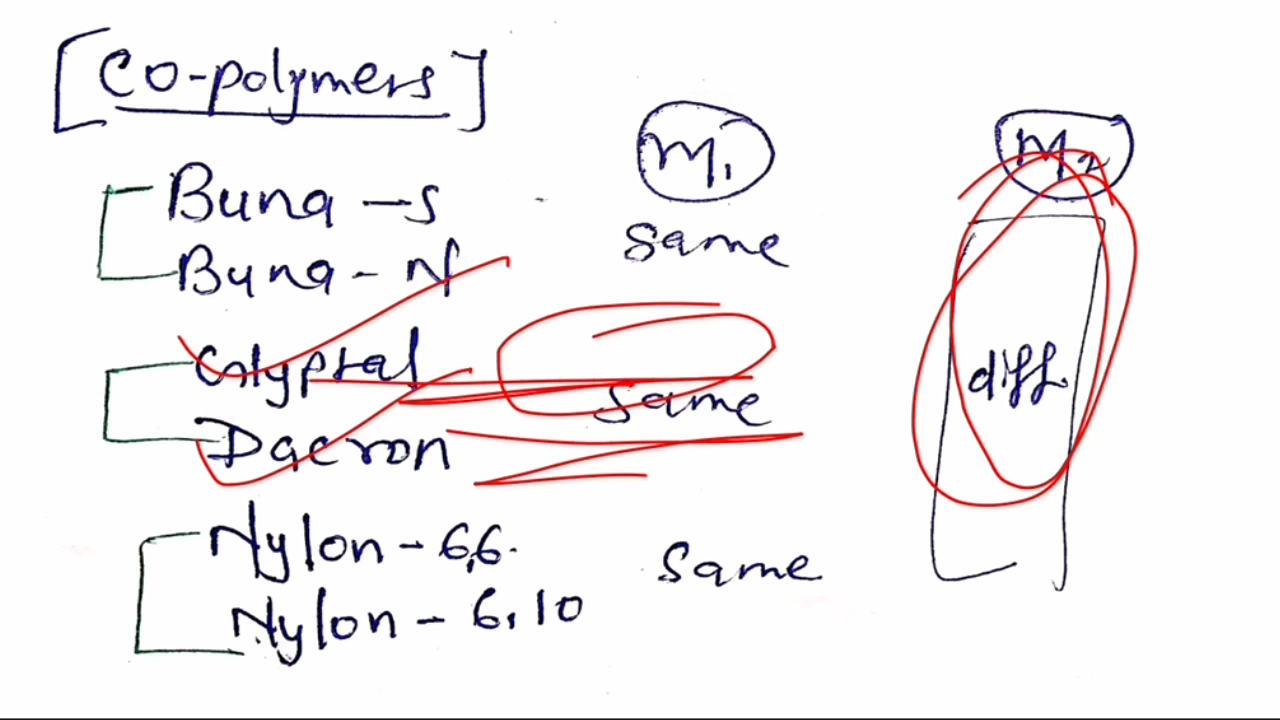 [Co-polymers]
M1 M2
Buna -S
same
Buna - N
Glyptal
diff.
same
Dacron
Nylon - 6,6.
same
Nylon - 6,10